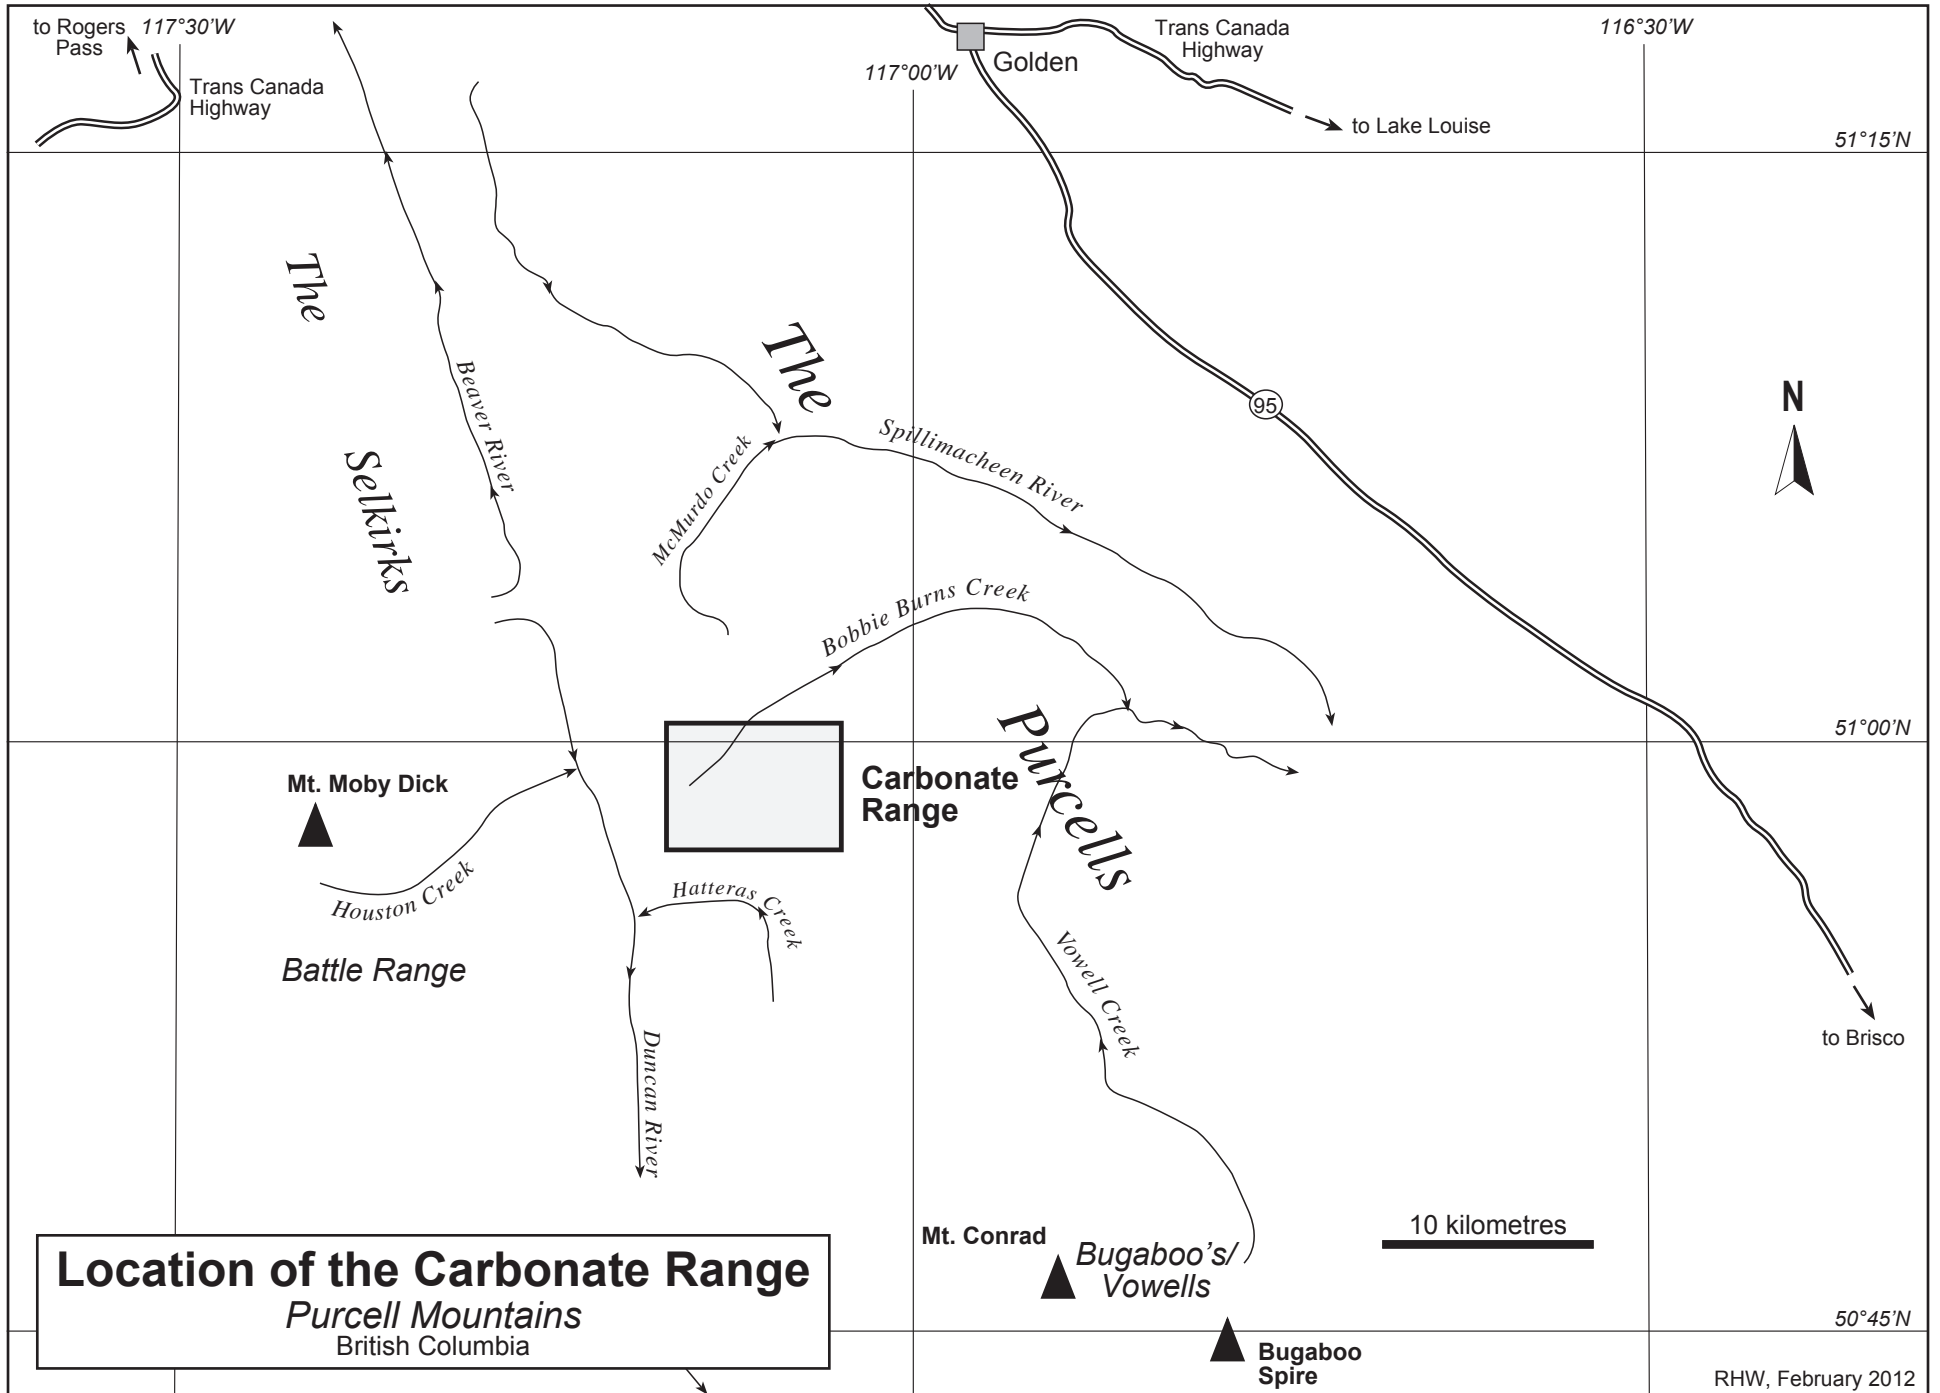 to Rogers
Pass
117°30'W
Trans Canada
Highway
Golden
117°00'W
Trans Canada
Highway
to Lake Louise
116°30'W
51°15'N
The
Selkirks
Beaver River
The
Purcells
McMurdo Creek
Spillimacheen River
95
N
Bobbie Burns Creek
51°00'N
Mt. Moby Dick
Carbonate
Range
Houston Creek
Hatteras Creek
Battle Range
Vowell Creek
Duncan River
to Brisco
10 kilometres
Mt. Conrad
Bugaboo's/
Vowells
Location of the Carbonate Range
Purcell Mountains
British Columbia
50°45'N
Bugaboo
Spire
RHW, February 2012